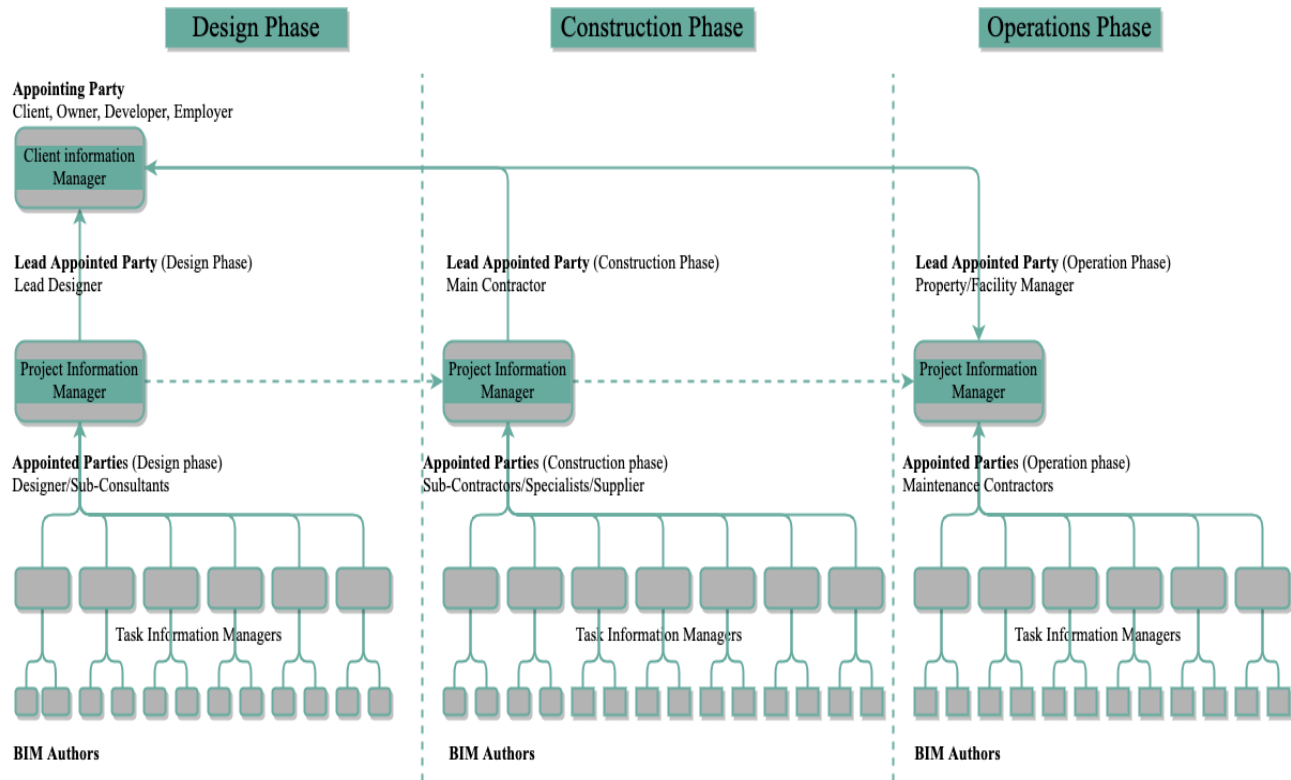 Design Phase
Construction Phase
Operations Phase
Appointing Party
Client, Owner, Developer, Employer
Client information
Manager
Lead Appointed Party (Design Phase)
Lead Designer
Lead Appointed Party (Construction Phase)
Main Contractor
Lead Appointed Party (Operation Phase)
Property/Facility Manager
Project Information
Manager
Project Information
Manager
Project Information
Manager
Appointed Parties (Design phase)
Designer/Sub-Consultants
Appointed Parties (Construction phase)
Sub-Contractors/Specialists/Supplier
Appointed Parties (Operation phase)
Maintenance Contractors
Task Information Managers
Task Information Managers
Task Information Managers
BIM Authors
BIM Authors
BIM Authors